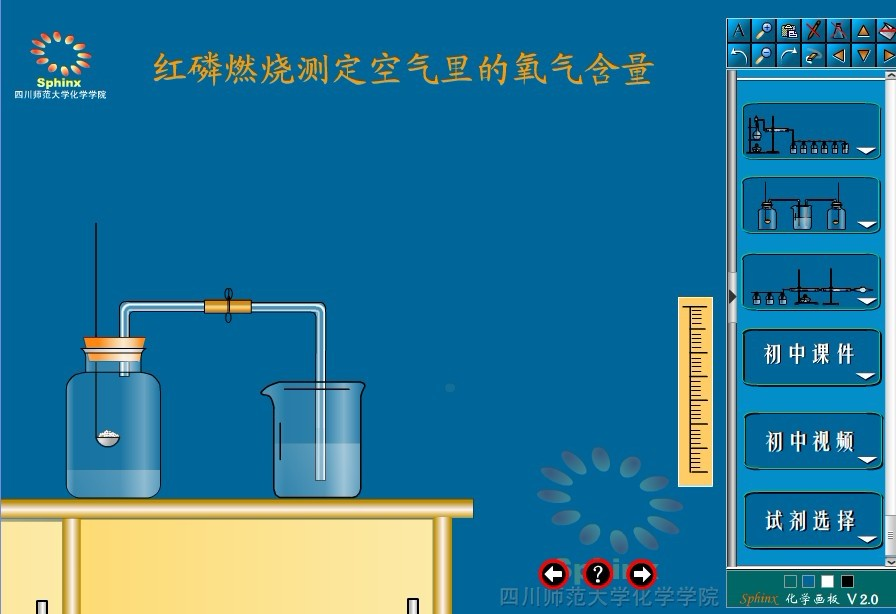 红磷燃烧测定空气里的氧气含量
Sphinx
四川师范大学化学学院
A
初中课件
初中视频
试剂选择
?
Sphinx
四川师范大学化学学院
Sphinx 化学画板 V 2.0